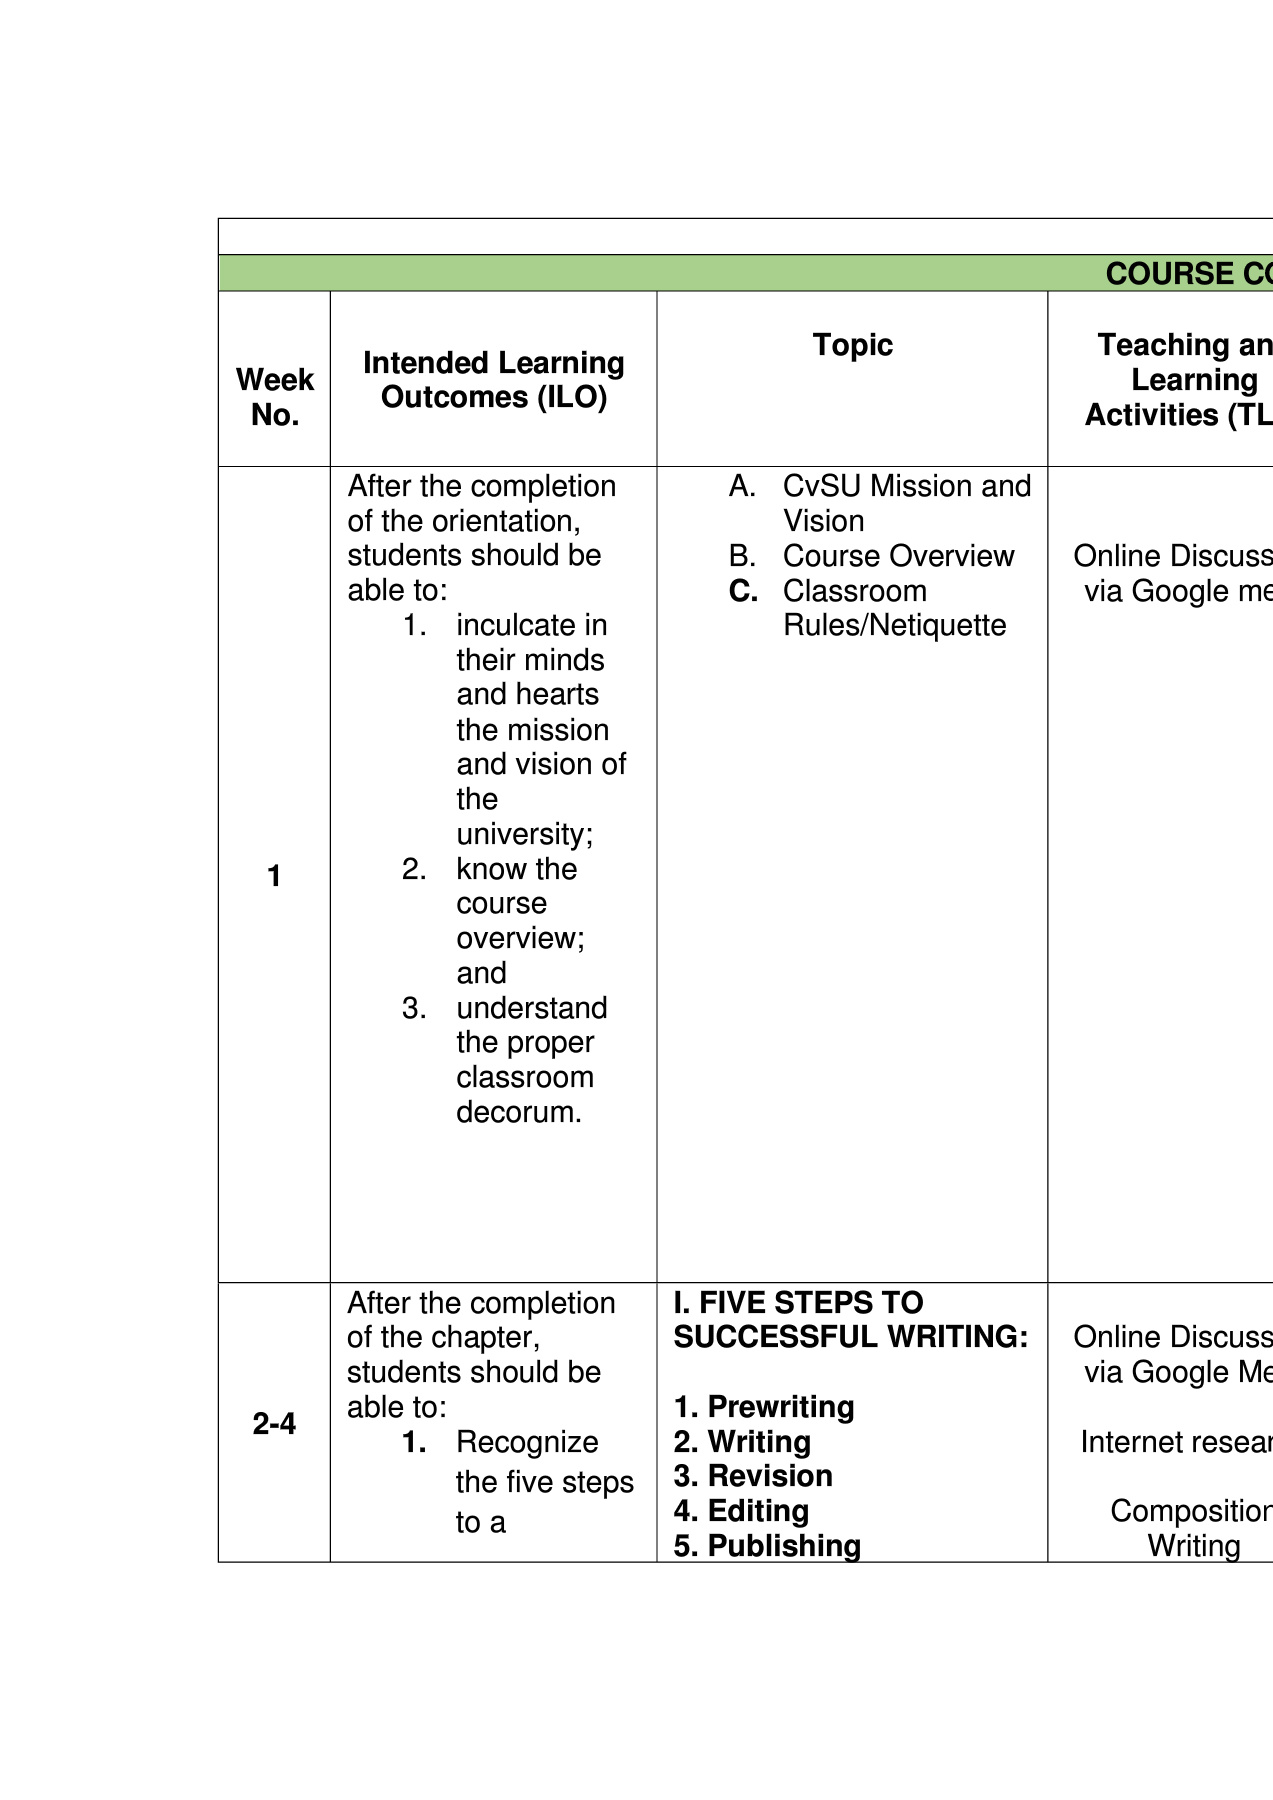 COURSE CO
Week
No.
Intended Learning
Outcomes (ILO)
Topic
Teaching an
Learning
Activities (TL
1
After the completion
of the orientation,
students should be
able to:
1. inculcate in
their minds
and hearts
the mission
and vision of
the
university;
2. know the
course
overview;
and
3. understand
the proper
classroom
decorum.
A. CvSU Mission and
Vision
B. Course Overview
C. Classroom
Rules/Netiquette
Online Discuss
via Google me
2-4
After the completion
of the chapter,
students should be
able to:
1. Recognize
the five steps
to a
I. FIVE STEPS TO
SUCCESSFUL WRITING:
1. Prewriting
2. Writing
3. Revision
4. Editing
5. Publishing
Online Discuss
via Google Me
Internet resear
Composition
Writing